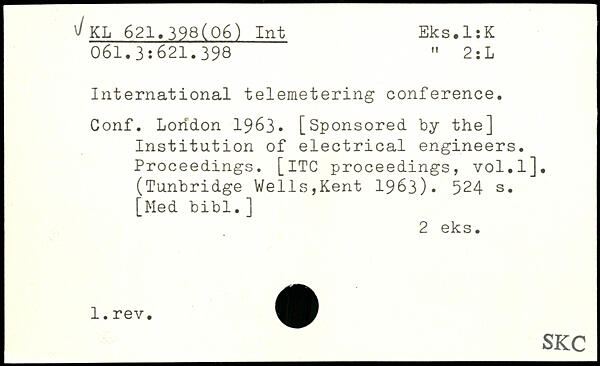 √ KL 621.398(06) Int Eks.1:K
061.3:621.398 " 2:L
International telemetering conference.
Conf. London 1963. [Sponsored by the]
Institution of electrical engineers.
Proceedings. [ITC proceedings, vol.1].
(Tunbridge Wells,Kent 1963). 524 s.
[Med bibl.]
2 eks.
1.rev.
SKC